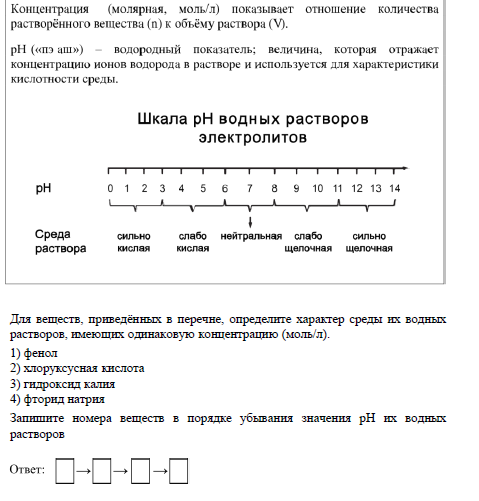 Концентрация (молярная, моль/л) показывает отношение количества
растворённого вещества (n) к объёму раствора (V).
pH («пэ аш») – водородный показатель; величина, которая отражает
концентрацию ионов водорода в растворе и используется для характеристики
кислотности среды.
Шкала pH водных растворов
электролитов
pH 0 1 2 3 4 5 6 7 8 9 10 11 12 13 14
Среда раствора
сильно кислая
слабо кислая
нейтральная
слабо щелочная
сильно щелочная
Для веществ, приведённых в перечне, определите характер среды их водных
растворов, имеющих одинаковую концентрацию (моль/л).
1) фенол
2) хлоруксусная кислота
3) гидроксид калия
4) фторид натрия
Запишите номера веществ в порядке убывания значения pH их водных
растворов
Ответ: → → →